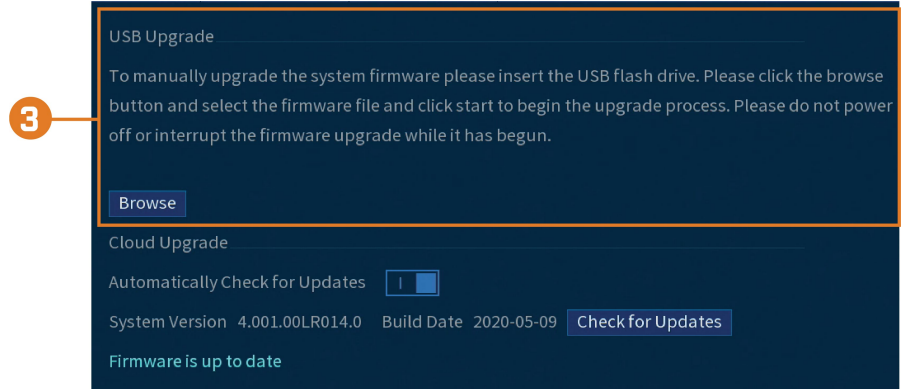 USB Upgrade
To manually upgrade the system firmware please insert the USB flash drive. Please click the browse
button and select the firmware file and click start to begin the upgrade process. Please do not power
off or interrupt the firmware upgrade while it has begun.
3
Browse
Cloud Upgrade
Automatically Check for Updates
System Version 4.001.00LR014.0 Build Date 2020-05-09 Check for Updates
Firmware is up to date